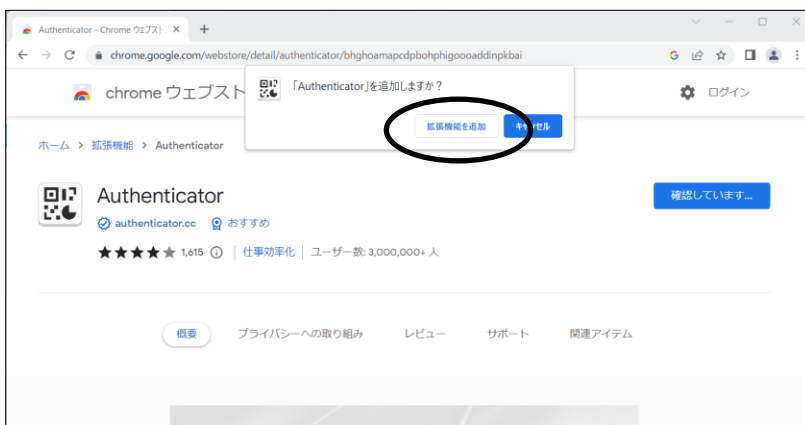 Authenticator - Chrome ウェブスト
chrome.google.com/webstore/detail/authenticator/bhghoamapcdpbohphigoooaddinpkbai
chrome ウェブスト
「Authenticator」を追加しますか？
ログイン
拡張機能を追加
キャンセル
ホーム > 拡張機能 > Authenticator
Authenticator
確認しています...
authenticator.cc おすすめ
1,615 仕事効率化 ユーザー数: 3,000,000+ 人
概要 プライバシーへの取り組み レビュー サポート 関連アイテム